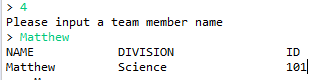 > 4
Please input a team member name
> Matthew
NAME DIVISION ID
Matthew Science 101